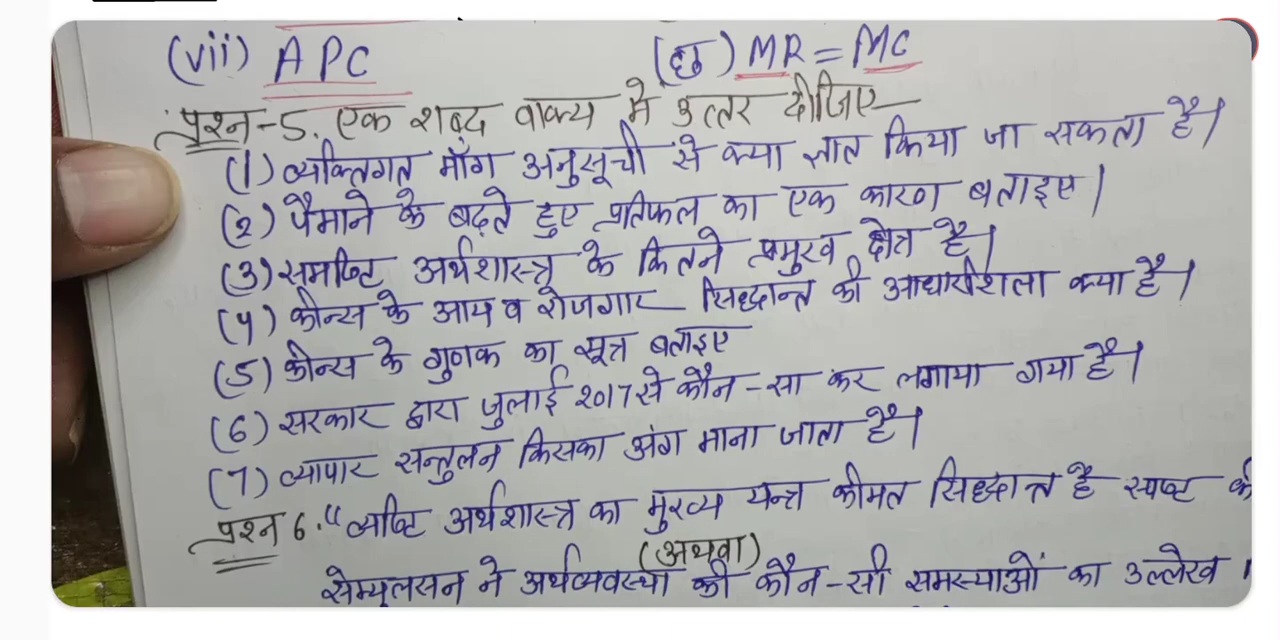 (vii) APC (छ) MR = MC
प्रश्न-5. एक शब्द वाक्य मे उत्तर दीजिए-
(1) व्यक्तिगत माँग अनुसूची से क्या ज्ञात किया जा सकता है।
(2) पैमाने के बढ़ते हुए प्रतिफल का एक कारण बताइए।
(3) समष्टि अर्थशास्त्र के कितने प्रमुख क्षेत्र है।
(4) कीन्स के आय व रोजगार सिद्धान्त की आधारशिला क्या है।
(5) कीन्स के गुणक का सूत्र बताइए
(6) सरकार द्वारा जुलाई 2017 से कौन-सा कर लगाया गया है।
(7) व्यापार सन्तुलन किसका अंग माना जाता है।
प्रश्न 6. "व्यष्टि अर्थशास्त्र का मुख्य यन्त्र कीमत सिद्धान्त है स्पष्ट की
(अथवा)
सेम्युलसन ने अर्थव्यवस्था की कौन-सी समस्याओं का उल्लेख